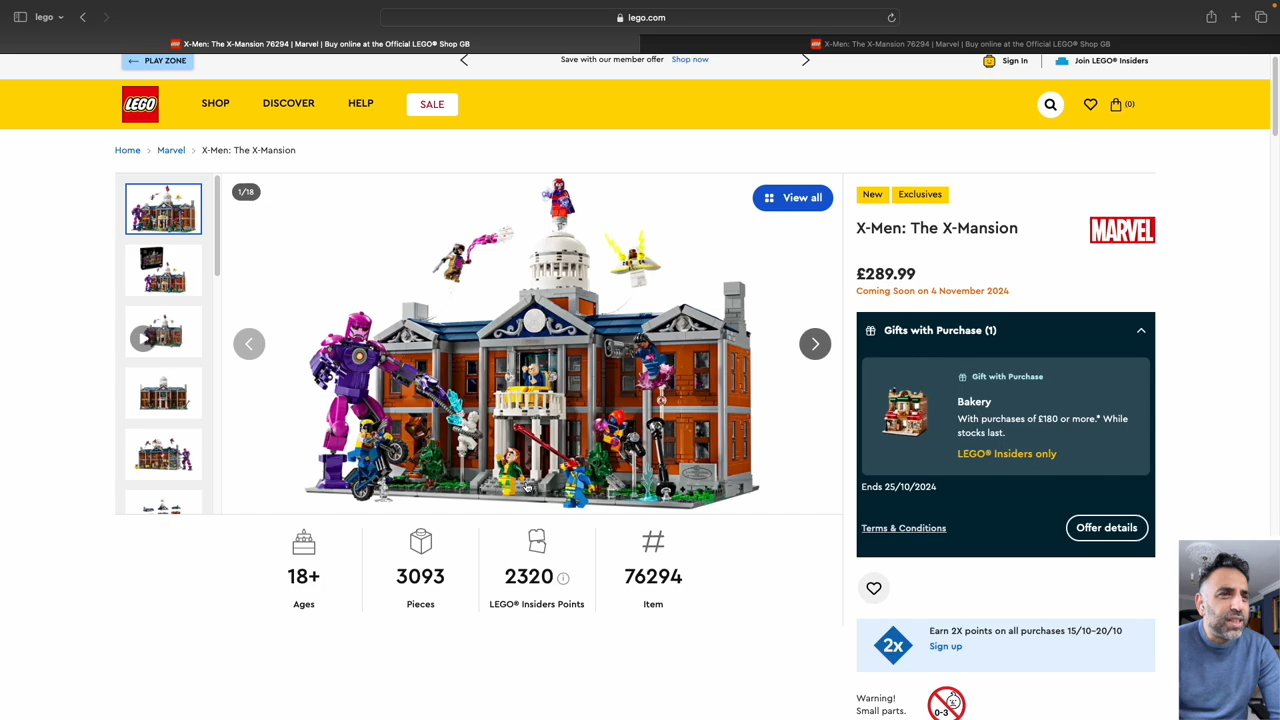 lego
lego.com
X-Men: The X-Mansion 76294 | Marvel | Buy online at the Official LEGO® Shop GB
X-Men: The X-Mansion 76294 | Marvel | Buy online at the Official LEGO® Shop GB
← PLAY ZONE
Save with our member offer Shop now
Sign In
Join LEGO® Insiders
LEGO
SHOP
DISCOVER
HELP
SALE
(0)
Home > Marvel > X-Men: The X-Mansion
1/18
View all
New
Exclusives
X-Men: The X-Mansion
MARVEL
£289.99
Coming Soon on 4 November 2024
Gifts with Purchase (1)
Gift with Purchase
Bakery
With purchases of £180 or more.* While
stocks last.
LEGO® Insiders only
Ends 25/10/2024
Terms & Conditions
Offer details
18+
Ages
3093
Pieces
2320
LEGO® Insiders Points
76294
Item
2x
Earn 2X points on all purchases 15/10–20/10
Sign up
Warning!
Small parts.
0-3